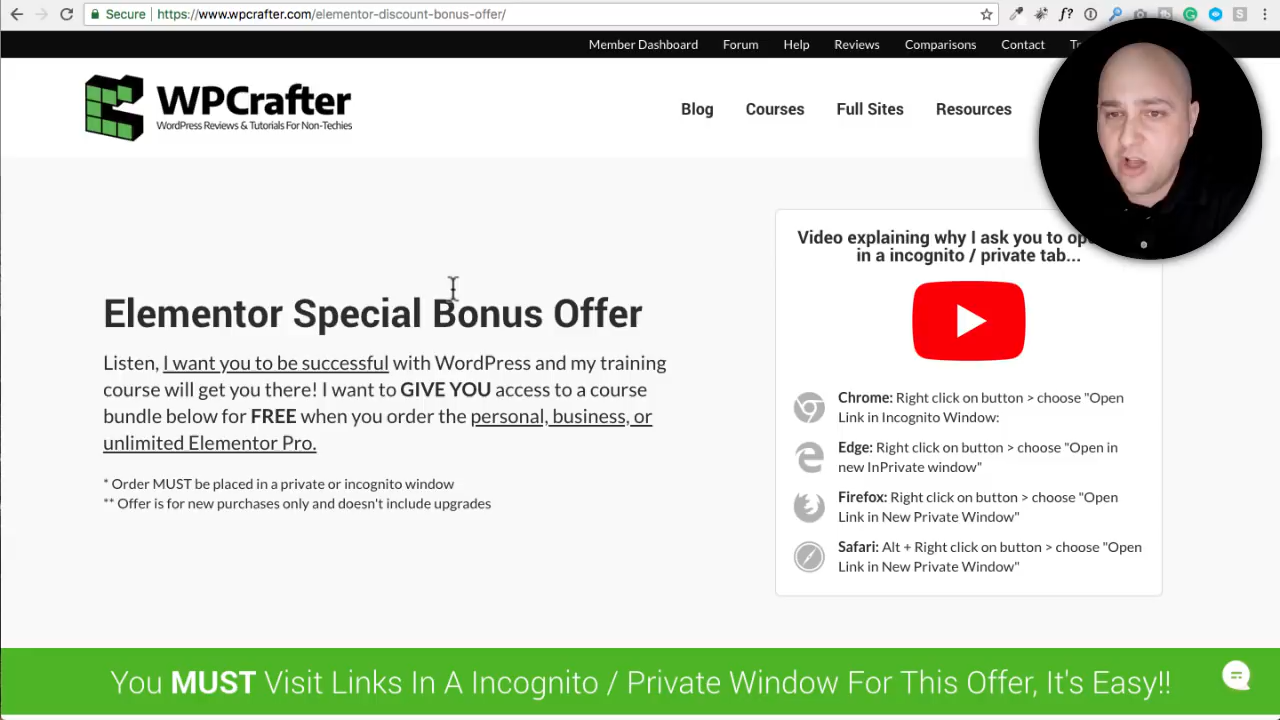 Secure https://www.wpcrafter.com/elementor-discount-bonus-offer/
Member Dashboard Forum Help Reviews Comparisons Contact
WPCrafter
WordPress Reviews & Tutorials For Non-Techies
Blog Courses Full Sites Resources
Video explaining why I ask you to
in a incognito / private tab...
Elementor Special Bonus Offer
Listen, I want you to be successful with WordPress and my training
course will get you there! I want to GIVE YOU access to a course
bundle below for FREE when you order the personal, business, or
unlimited Elementor Pro.
* Order MUST be placed in a private or incognito window
** Offer is for new purchases only and doesn't include upgrades
Chrome: Right click on button > choose "Open
Link in Incognito Window:
Edge: Right click on button > choose "Open in
new InPrivate window"
Firefox: Right click on button > choose "Open
Link in New Private Window"
Safari: Alt + Right click on button > choose "Open
Link in New Private Window"
You MUST Visit Links In A Incognito / Private Window For This Offer, It's Easy!!